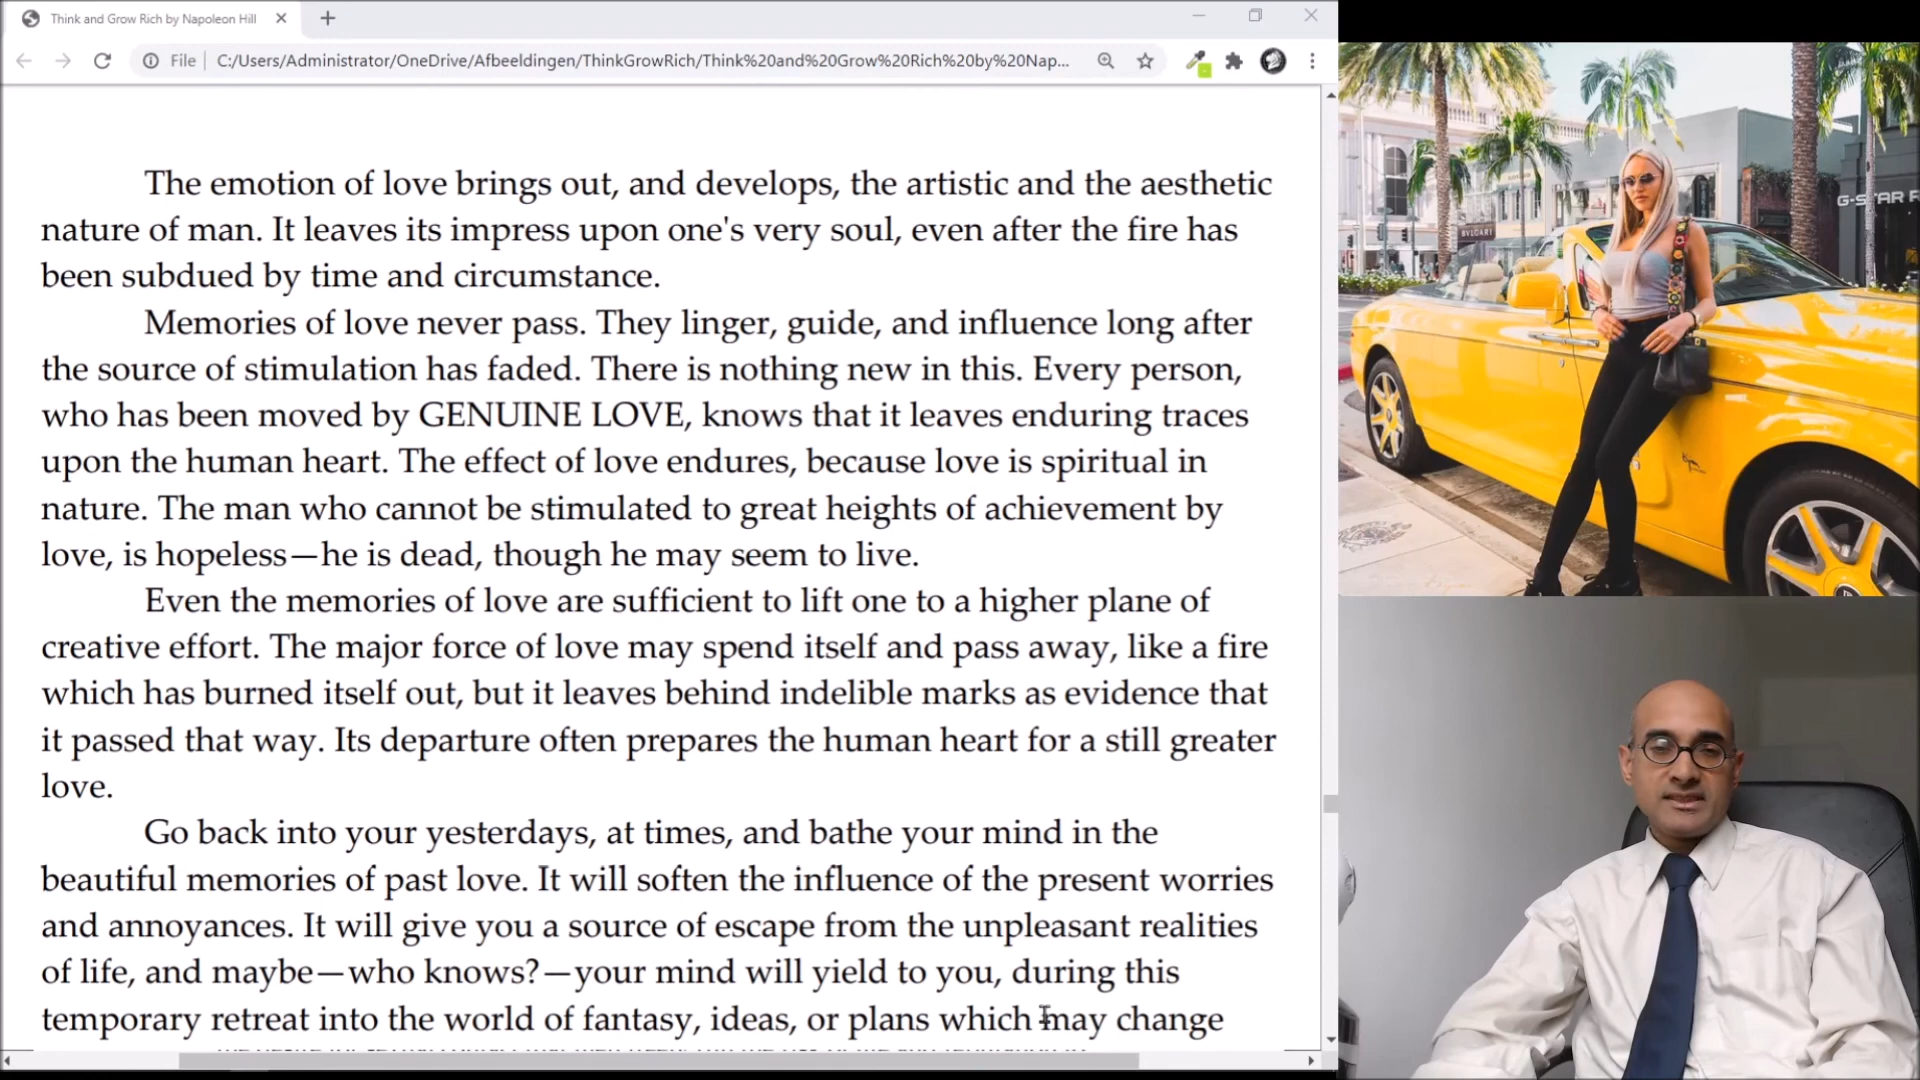 Think and Grow Rich by Napoleon Hill
File
C:/Users/Administrator/OneDrive/Afbeeldingen/ThinkGrowRich/Think%20and%20Grow%20Rich%20by%20Nap...
The emotion of love brings out, and develops, the artistic and the aesthetic
nature of man. It leaves its impress upon one's very soul, even after the fire has
been subdued by time and circumstance.
Memories of love never pass. They linger, guide, and influence long after
the source of stimulation has faded. There is nothing new in this. Every person,
who has been moved by GENUINE LOVE, knows that it leaves enduring traces
upon the human heart. The effect of love endures, because love is spiritual in
nature. The man who cannot be stimulated to great heights of achievement by
love, is hopeless—he is dead, though he may seem to live.
Even the memories of love are sufficient to lift one to a higher plane of
creative effort. The major force of love may spend itself and pass away, like a fire
which has burned itself out, but it leaves behind indelible marks as evidence that
it passed that way. Its departure often prepares the human heart for a still greater
love.
Go back into your yesterdays, at times, and bathe your mind in the
beautiful memories of past love. It will soften the influence of the present worries
and annoyances. It will give you a source of escape from the unpleasant realities
of life, and maybe—who knows?—your mind will yield to you, during this
temporary retreat into the world of fantasy, ideas, or plans which may change
BVLGARI
G-STAR R